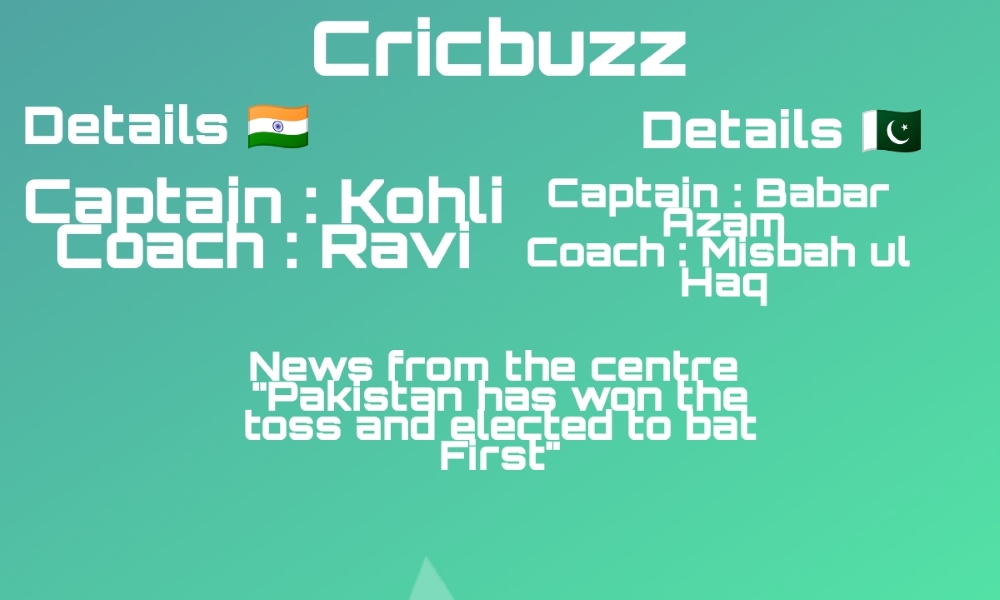 Cricbuzz
Details 🇮🇳
Captain : Kohli
Coach : Ravi
Details 🇵🇰
Captain : Babar
Azam
Coach : Misbah ul
Haq
News from the centre
"Pakistan has won the
toss and elected to bat
First"